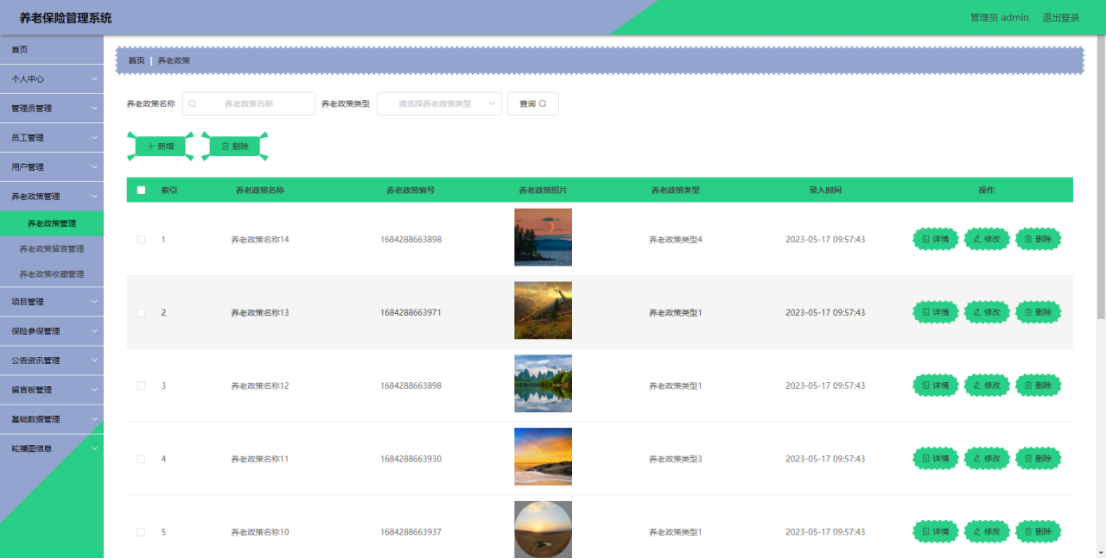 养老保险管理系统
管理员 admin 退出登录
首页
个人中心
管理员管理
员工管理
用户管理
养老政策管理
养老政策管理
养老政策留言管理
养老政策收藏管理
项目管理
保险参保管理
公告资讯管理
留言板管理
基础数据管理
轮播图信息
首页 | 养老政策
养老政策名称 养老政策名称 养老政策类型 请选择养老政策类型 查询
新增 删除
索引 养老政策名称 养老政策编号 养老政策照片 养老政策类型 录入时间 操作
1 养老政策名称14 1684288663898 养老政策类型4 2023-05-17 09:57:43 详情 修改 删除
2 养老政策名称13 1684288663971 养老政策类型1 2023-05-17 09:57:43 详情 修改 删除
3 养老政策名称12 1684288663898 养老政策类型1 2023-05-17 09:57:43 详情 修改 删除
4 养老政策名称11 1684288663930 养老政策类型3 2023-05-17 09:57:43 详情 修改 删除
5 养老政策名称10 1684288663937 养老政策类型1 2023-05-17 09:57:43 详情 修改 删除